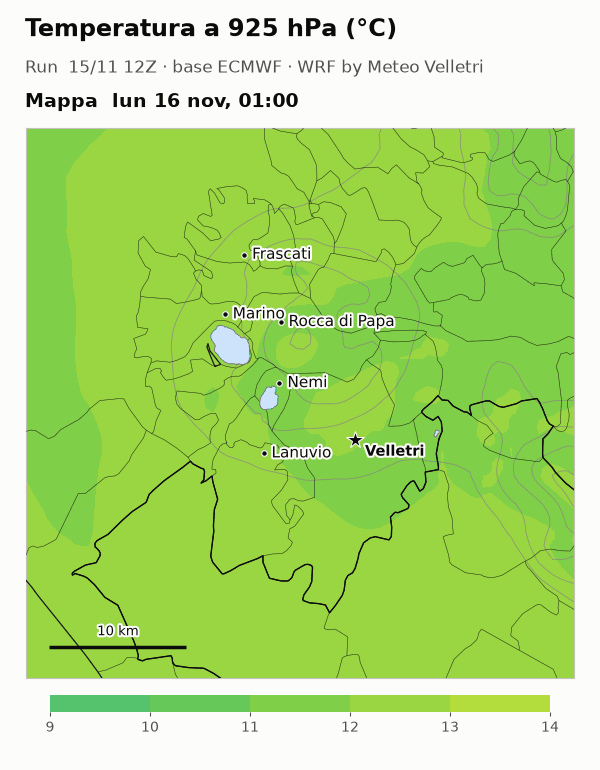 Temperatura a 925 hPa (°C)
Run  15/11 12Z · base ECMWF · WRF by Meteo Velletri
Mappa  lun 16 nov, 01:00
Frascati
Marino
Rocca di Papa
Nemi
Velletri
Lanuvio
10 km
9 10 11 12 13 14